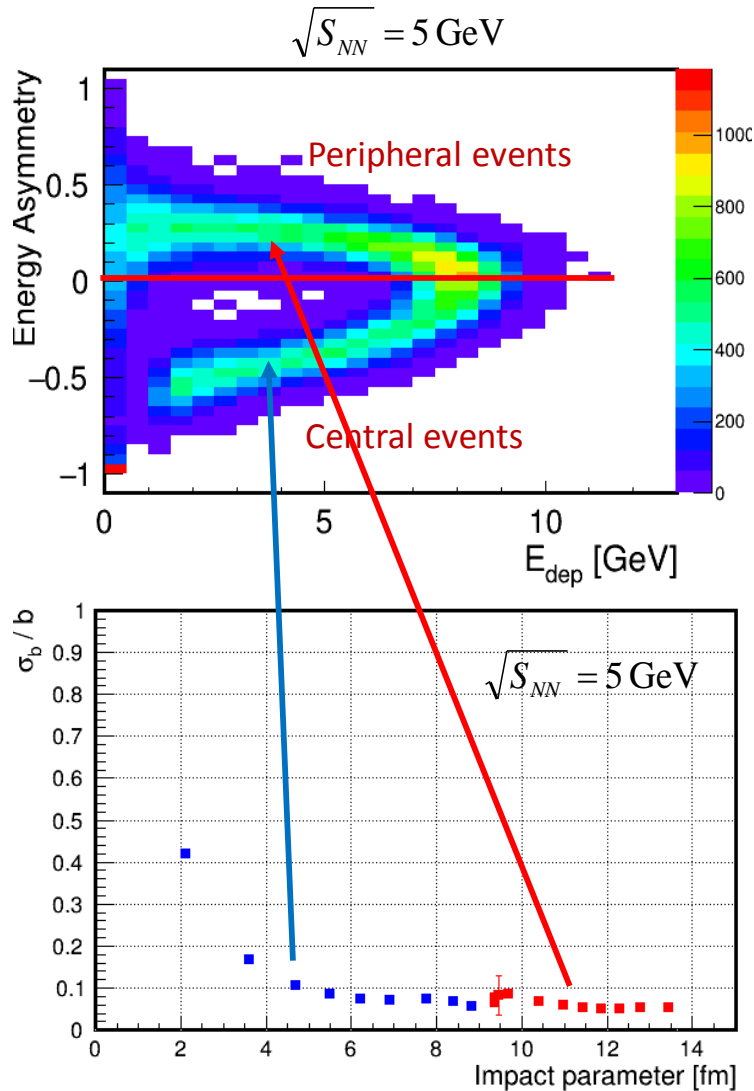 √S_NN = 5 GeV
Energy Asymmetry
1
0.5
0
−0.5
−1
Peripheral events
Central events
1000
800
600
400
200
0
0 5 10
E_dep [GeV]
σ_b / b
1
0.9
0.8
0.7
0.6
0.5
0.4
0.3
0.2
0.1
0
√S_NN = 5 GeV
0 2 4 6 8 10 12 14
Impact parameter [fm]